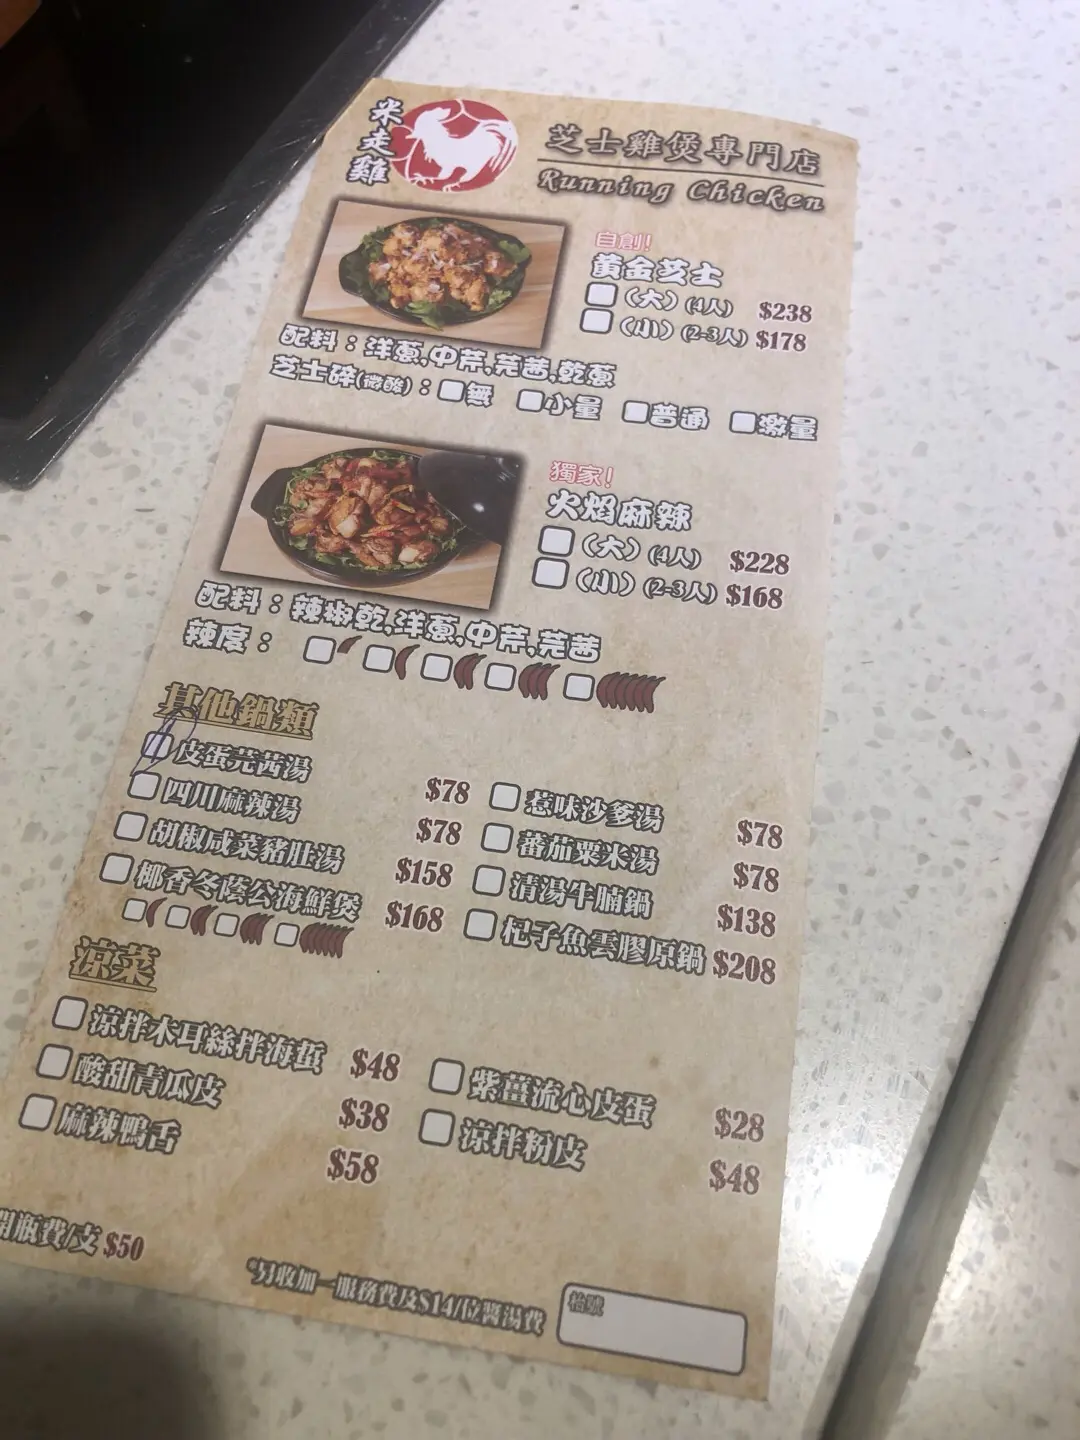 米走雞
芝士雞煲專門店
Running Chicken
自創!
黃金芝士
(大) (4人) $238
(小) (2-3人) $178
配料：洋蔥,中芹,芫茜,乾蔥
芝士碎(微酸)：無 小量 普通 激量
獨家!
火焰麻辣
(大) (4人) $228
(小) (2-3人) $168
配料：辣椒乾,洋蔥,中芹,芫茜
辣度：
其他鍋類
皮蛋芫茜湯 $78
四川麻辣湯 $78
胡椒咸菜豬肚湯 $158
椰香冬蔭公海鮮煲 $168
惹味沙爹湯 $78
蕃茄粟米湯 $78
清湯牛腩鍋 $138
杞子魚雲膠原鍋 $208
涼菜
涼拌木耳絲拌海蜇 $48
酸甜青瓜皮 $38
麻辣鴨舌 $58
紫薑流心皮蛋 $28
涼拌粉皮 $48
開瓶費/支 $50
*另收加一服務費及$14/位醬湯費
枱號